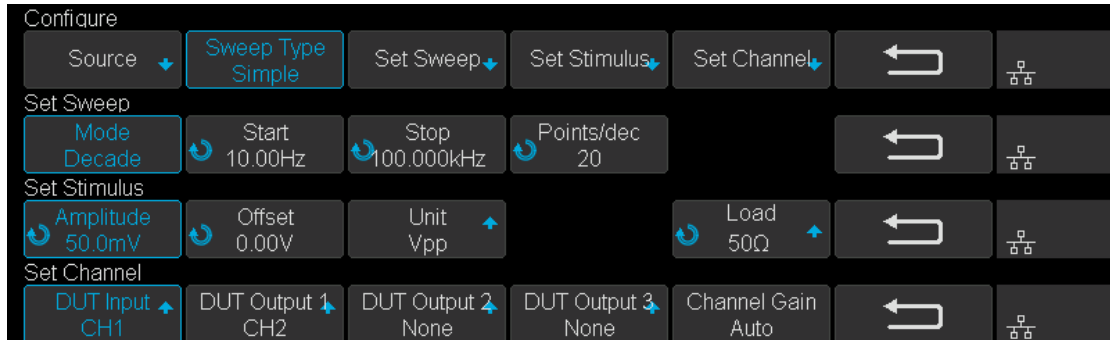 Configure
Source
Sweep Type
Simple
Set Sweep
Set Stimulus
Set Channel
Set Sweep
Mode
Decade
Start
10.00Hz
Stop
100.000kHz
Points/dec
20
Set Stimulus
Amplitude
50.0mV
Offset
0.00V
Unit
Vpp
Load
50Ω
Set Channel
DUT Input
CH1
DUT Output 1
CH2
DUT Output 2
None
DUT Output 3
None
Channel Gain
Auto